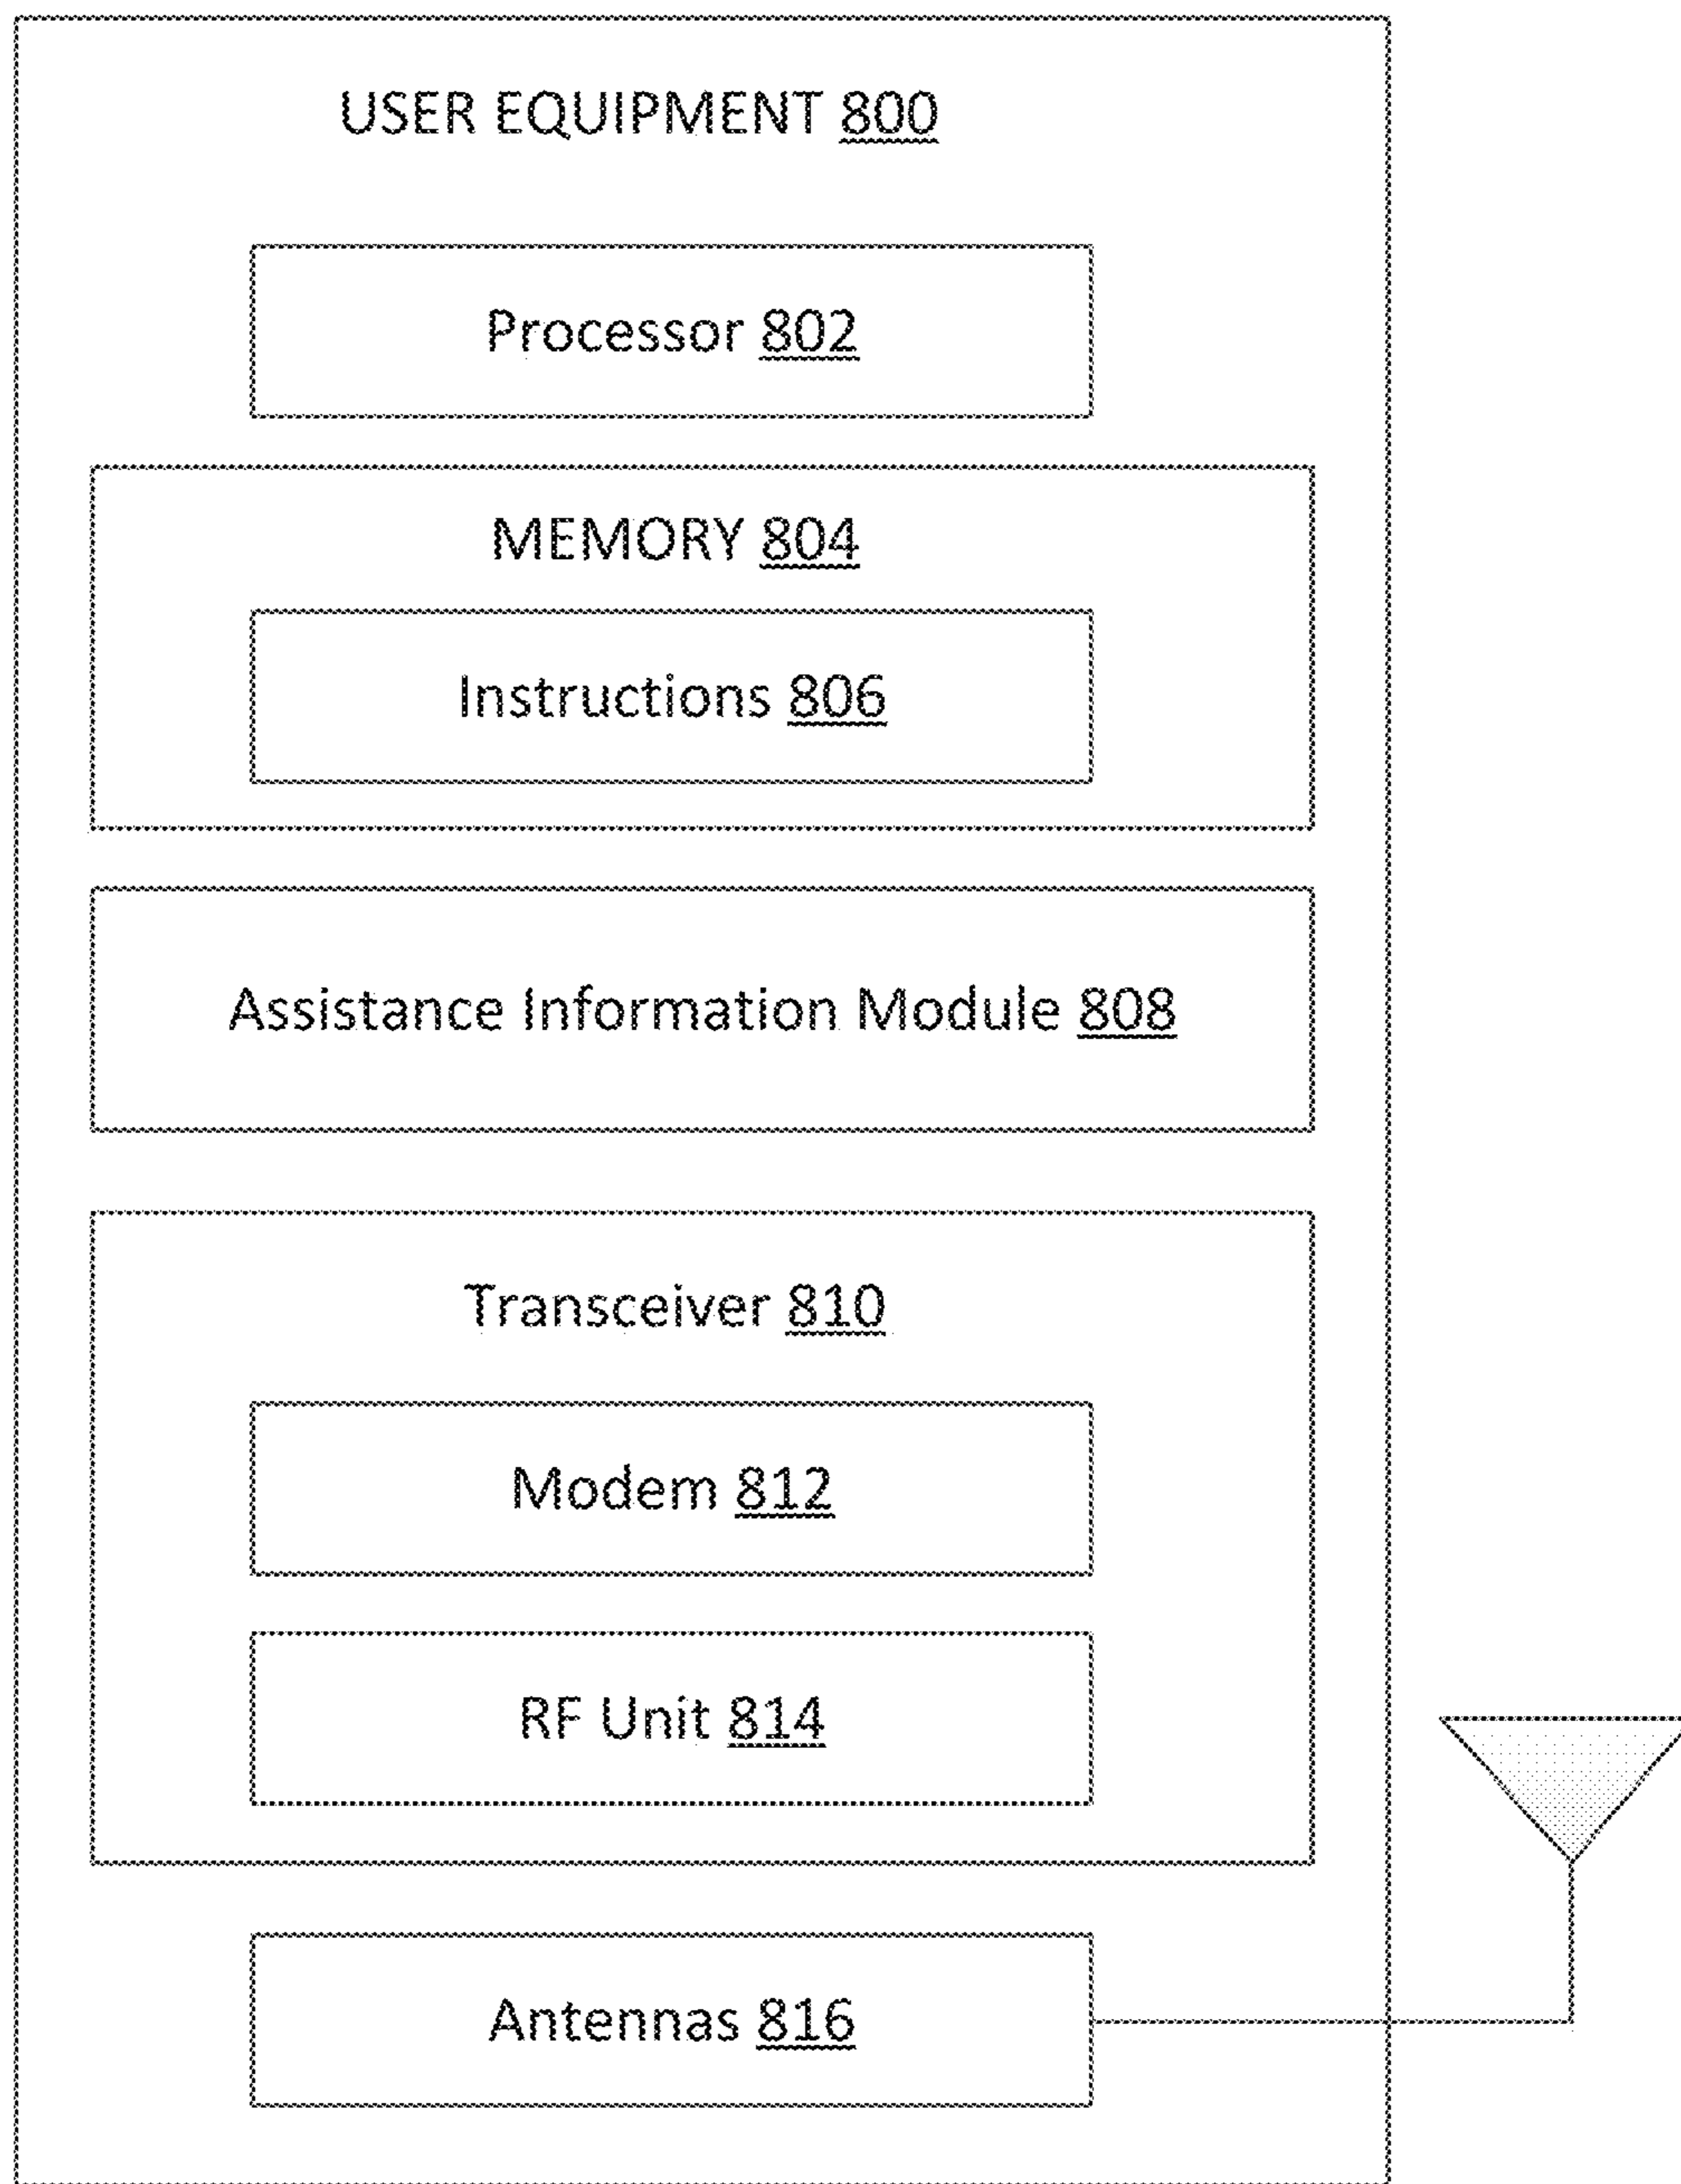 USER EQUIPMENT 800
Processor 802
MEMORY 804
Instructions 806
Assistance Information Module 808
Transceiver 810
Modem 812
RF Unit 814
Antennas 816